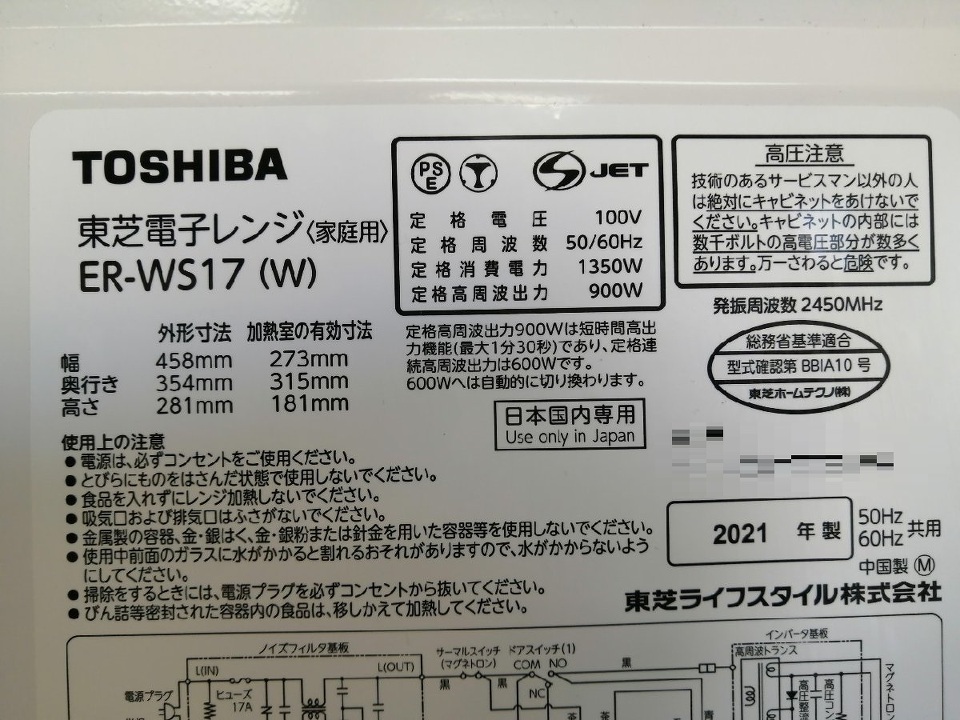 TOSHIBA
東芝電子レンジ〈家庭用〉
ER-WS17 (W)
外形寸法 加熱室の有効寸法
幅 458mm 273mm
奥行き 354mm 315mm
高さ 281mm 181mm
PS
E
JET
定格電圧 100V
定格周波数 50/60Hz
定格消費電力 1350W
定格高周波出力 900W
定格高周波出力900Wは短時間高出
力機能(最大1分30秒)であり、定格連
続高周波出力は600Wです。
600Wへは自動的に切り換わります。
日本国内専用
Use only in Japan
高圧注意
技術のあるサービスマン以外の人
は絶対にキャビネットをあけないで
ください。キャビネットの内部には
数千ボルトの高電圧部分が数多く
あります。万一さわると危険です。
発振周波数 2450MHz
総務省基準適合
型式確認第 BBIA10 号
東芝ホームテクノ(株)
使用上の注意
● 電源は、必ずコンセントをご使用ください。
● とびらにものをはさんだ状態で使用しないでください。
● 食品を入れずにレンジ加熱しないでください。
● 吸気口および排気口はふさがないでください。
● 金属製の容器、金・銀はく、金・銀粉または針金を用いた容器等を使用しないでください。
● 使用中前面のガラスに水がかかると割れるおそれがありますので、水がかからないよう
にしてください。
● 掃除をするときには、電源プラグを必ずコンセントから抜いてください。
● びん詰等密封された容器内の食品は、移しかえて加熱してください。
2021 年製
50Hz
60Hz 共用
中国製 Ⓜ
東芝ライフスタイル株式会社
ノイズフィルタ基板
L(IN)
L(OUT)
電源プラグ
ヒューズ
17A
サーマルスイッチ
(マグネトロン)
ドアスイッチ(1)
COM NO
NC
黒
黒
黒
茶
茶
青
インバータ基板
高周波トランス
高圧整流
高圧コン
マグネトロン